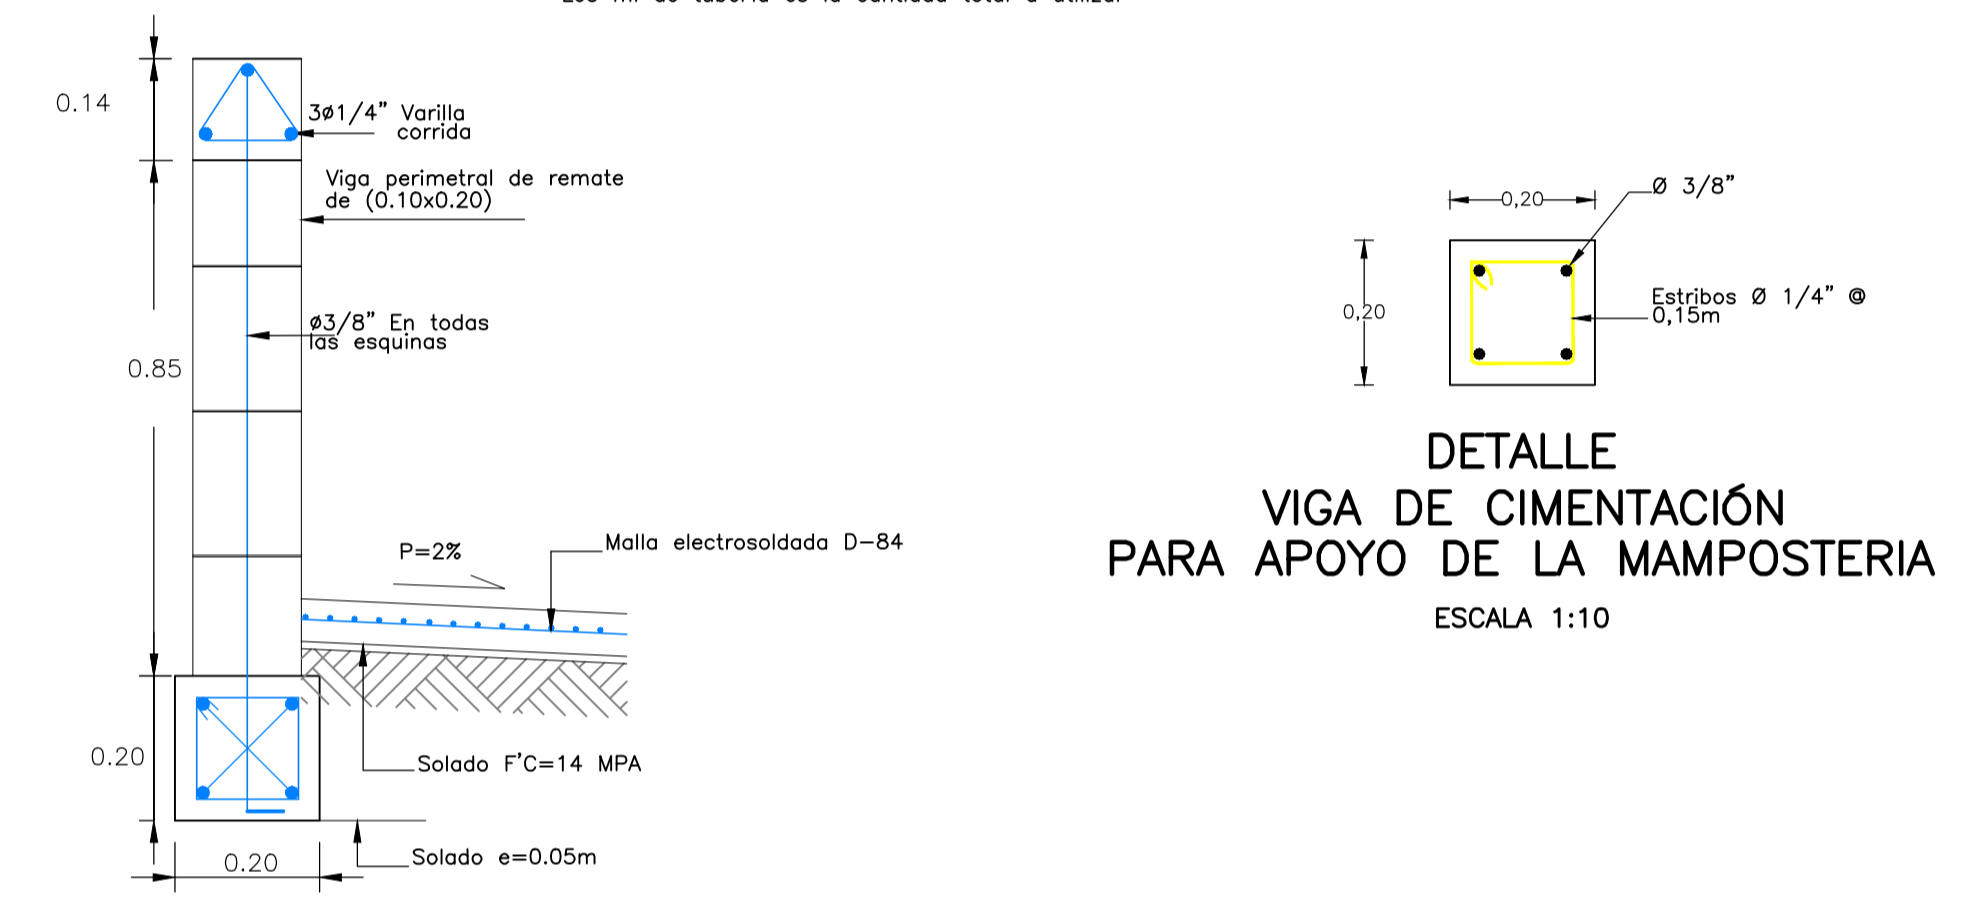 0.14
3ø1/4" Varilla
corrida
Viga perimetral de remate
de (0.10x0.20)
ø3/8" En todas
las esquinas
0.85
P=2%
Malla electrosoldada D-84
0.20
Solado F'C=14 MPA
Solado e=0.05m
0.20
0,20
Ø 3/8"
0,20
Estribos Ø 1/4" @
0,15m
DETALLE
VIGA DE CIMENTACIÓN
PARA APOYO DE LA MAMPOSTERIA
ESCALA 1:10